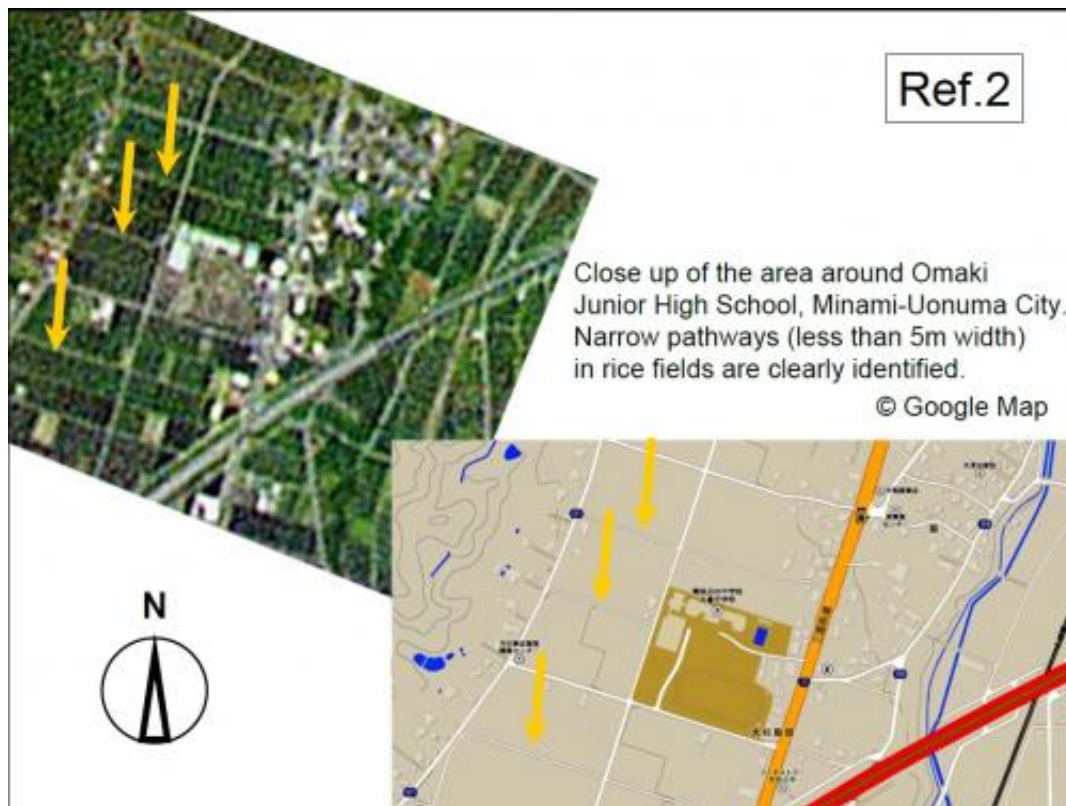 Ref.2
Close up of the area around Omaki
Junior High School, Minami-Uonuma City.
Narrow pathways (less than 5m width)
in rice fields are clearly identified.
© Google Map
N